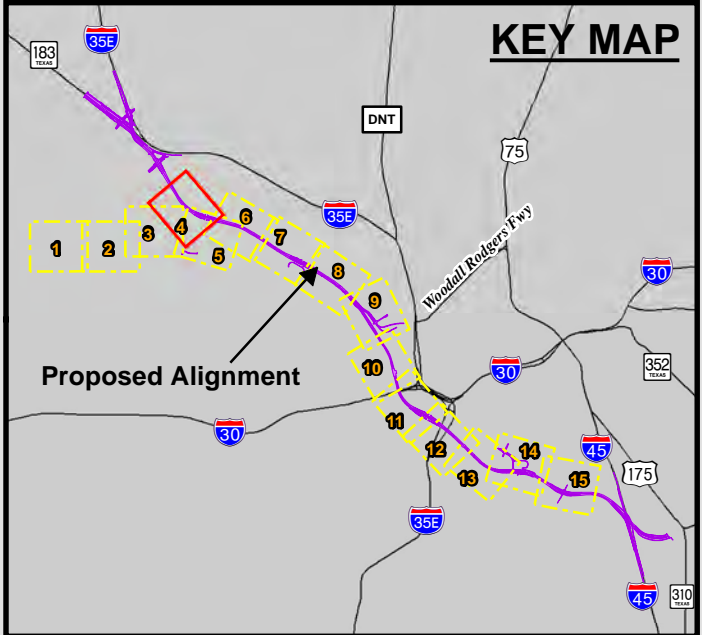 KEY MAP
35E
183
TEXAS
DNT
75
35E
Woodall Rodgers Fwy
1
2
3
4
5
6
7
8
9
30
Proposed Alignment
10
30
352
TEXAS
30
11
12
13
14
15
45
175
35E
45
310
TEXAS